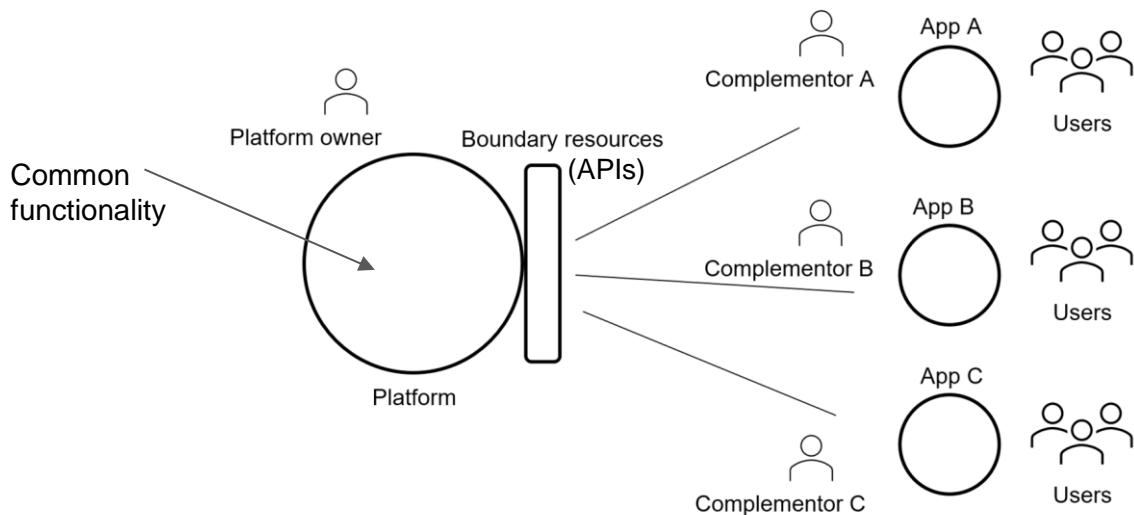 App A
Complementor A
Users
Platform owner
Boundary resources
(APIs)
Common
functionality
App B
Complementor B
Users
Platform
App C
Complementor C
Users